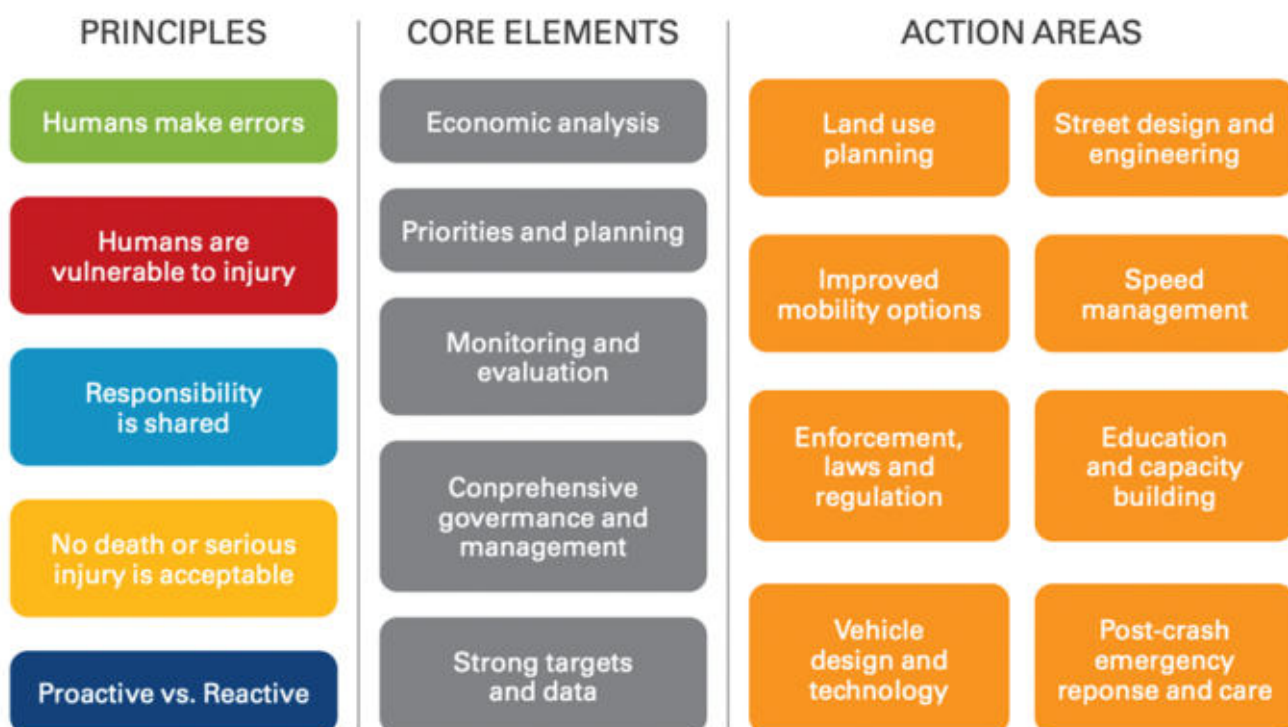 PRINCIPLES
Humans make errors
Humans are
vulnerable to injury
Responsibility
is shared
No death or serious
injury is acceptable
Proactive vs. Reactive
CORE ELEMENTS
Economic analysis
Priorities and planning
Monitoring and
evaluation
Conprehensive
govermance and
management
Strong targets
and data
ACTION AREAS
Land use
planning
Street design and
engineering
Improved
mobility options
Speed
management
Enforcement,
laws and
regulation
Education
and capacity
building
Vehicle
design and
technology
Post-crash
emergency
reponse and care